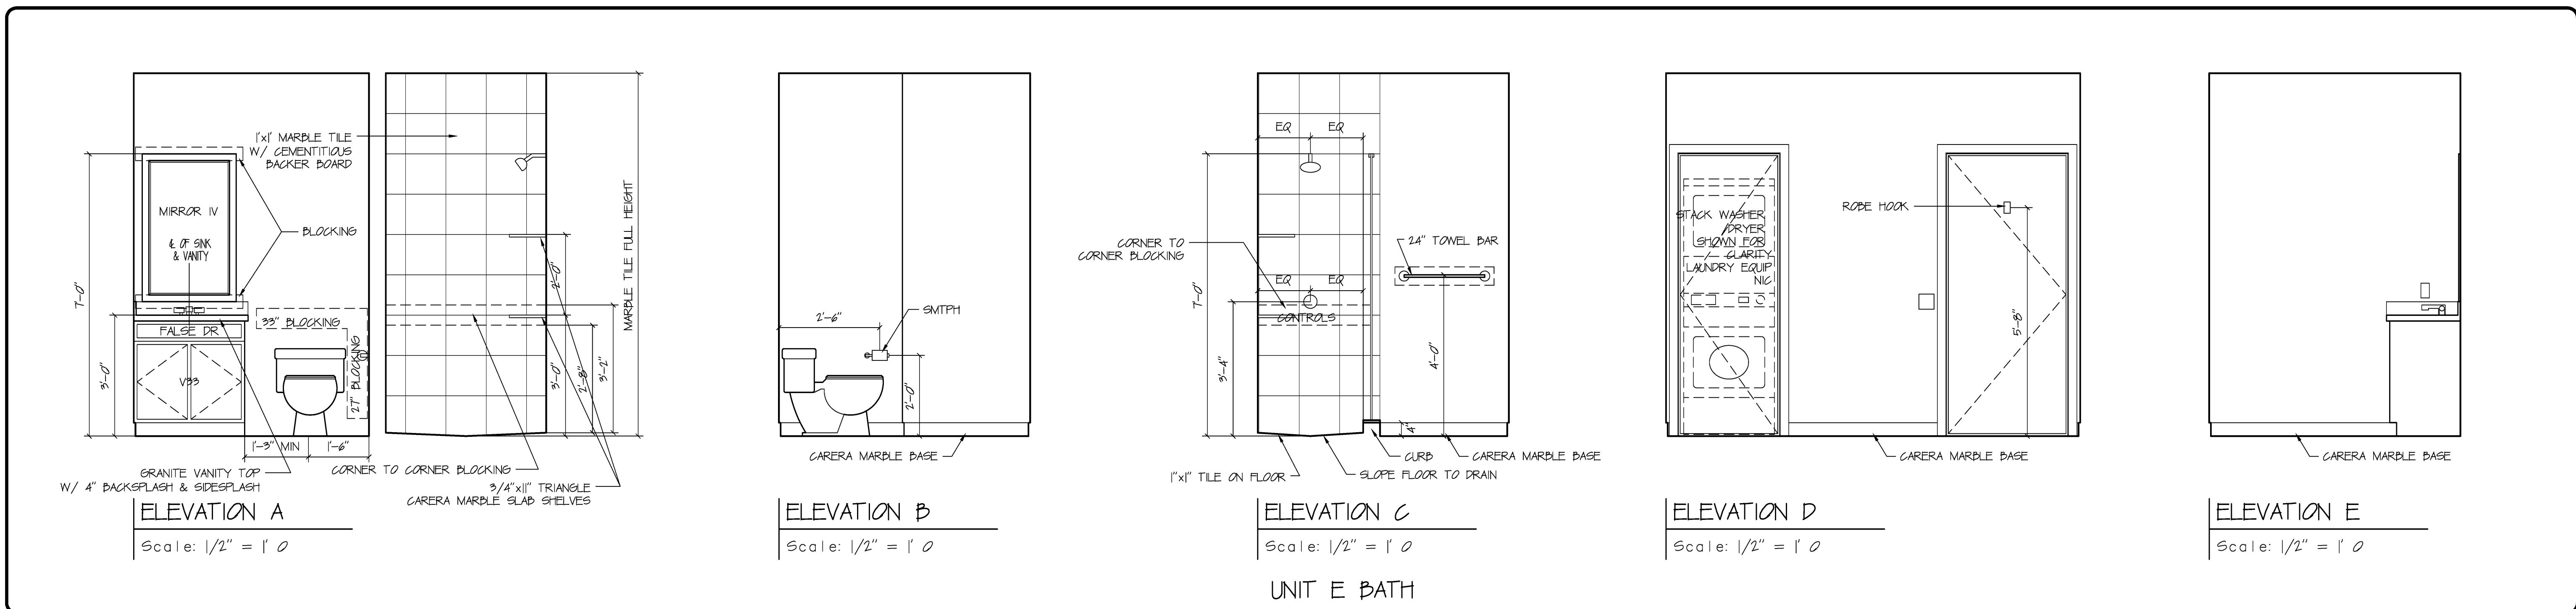 1'x1' MARBLE TILE
W/ CEMENTITIOUS
BACKER BOARD
MIRROR IV
℄ OF SINK
& VANITY
BLOCKING
7'-0"
3'-0"
FALSE DR
V33
33" BLOCKING
27" BLOCKING
1'-3" MIN
1'-6"
GRANITE VANITY TOP
W/ 4" BACKSPLASH & SIDESPLASH
CORNER TO CORNER BLOCKING
3/4"x11" TRIANGLE
CARERA MARBLE SLAB SHELVES
2'-0"
3'-0"
2'-8"
3'-2"
MARBLE TILE FULL HEIGHT
ELEVATION A
Scale: 1/2" = 1' 0
2'-6"
SMTPH
2'-0"
CARERA MARBLE BASE
ELEVATION B
Scale: 1/2" = 1' 0
EQ EQ
CORNER TO
CORNER BLOCKING
7'-0"
EQ EQ
CONTROLS
3'-4"
24" TOWEL BAR
4'-0"
4"
CURB
CARERA MARBLE BASE
1"x1" TILE ON FLOOR
SLOPE FLOOR TO DRAIN
ELEVATION C
Scale: 1/2" = 1' 0
STACK WASHER
/DRYER
SHOWN FOR
CLARITY
LAUNDRY EQUIP
NIC
ROBE HOOK
5'-8"
CARERA MARBLE BASE
ELEVATION D
Scale: 1/2" = 1' 0
CARERA MARBLE BASE
ELEVATION E
Scale: 1/2" = 1' 0
UNIT E BATH